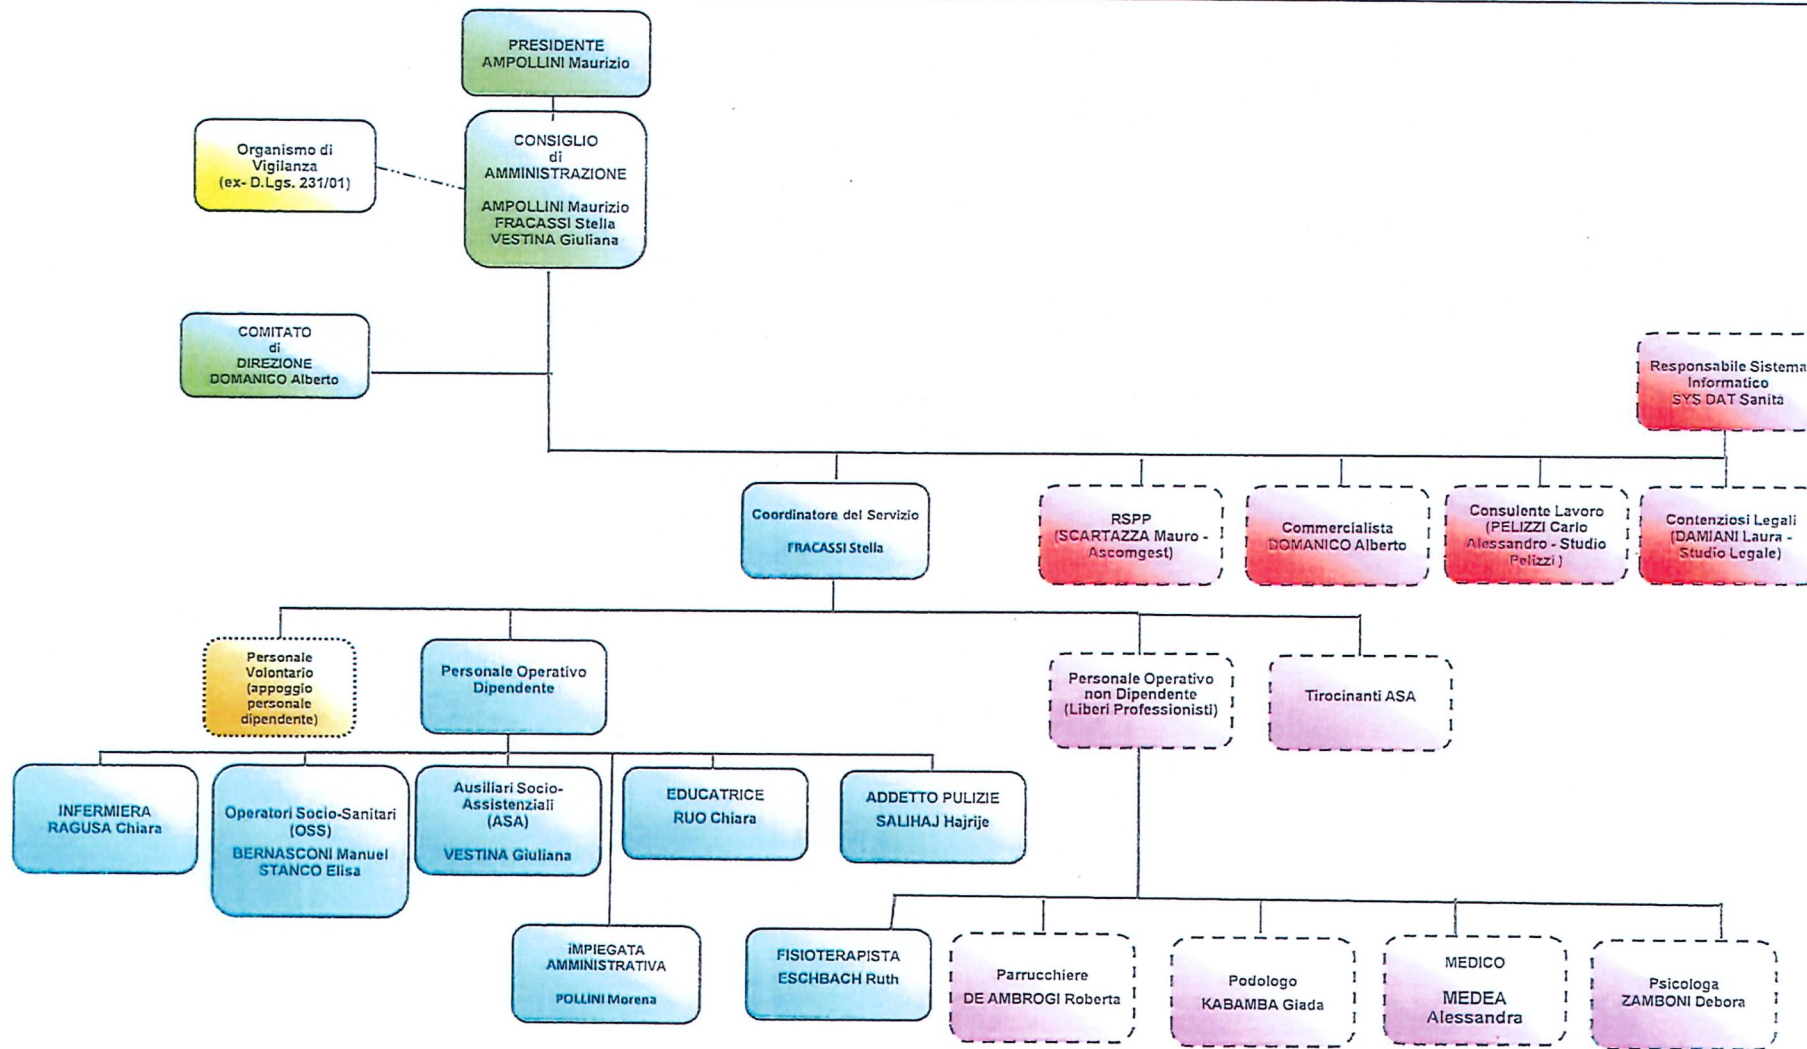 PRESIDENTE
AMPOLLINI Maurizio
CONSIGLIO
di
AMMINISTRAZIONE
AMPOLLINI Maurizio
FRACASSI Stella
VESTINA Giuliana
Organismo di
Vigilanza
(ex- D.Lgs. 231/01)
COMITATO
di
DIREZIONE
DOMANICO Alberto
Responsabile Sistema
Informatico
SYS DAT Sanità
Coordinatore del Servizio
FRACASSI Stella
RSPP
(SCARTAZZA Mauro -
Ascomgest)
Commercialista
DOMANICO Alberto
Consulente Lavoro
(PELIZZI Carlo
Alessandro - Studio
Pelizzi )
Contenziosi Legali
(DAMIANI Laura -
Studio Legale)
Personale
Volontario
(appoggio
personale
dipendente)
Personale Operativo
Dipendente
Personale Operativo
non Dipendente
(Liberi Professionisti)
Tirocinanti ASA
INFERMIERA
RAGUSA Chiara
Operatori Socio-Sanitari
(OSS)
BERNASCONI Manuel
STANCO Elisa
Ausiliari Socio-
Assistenziali
(ASA)
VESTINA Giuliana
EDUCATRICE
RUO Chiara
ADDETTO PULIZIE
SALIHAJ Hajrije
iMPIEGATA
AMMINISTRATIVA
POLLINI Morena
FISIOTERAPISTA
ESCHBACH Ruth
Parrucchiere
DE AMBROGI Roberta
Podologo
KABAMBA Giada
MEDICO
MEDEA
Alessandra
Psicologa
ZAMBONI Debora